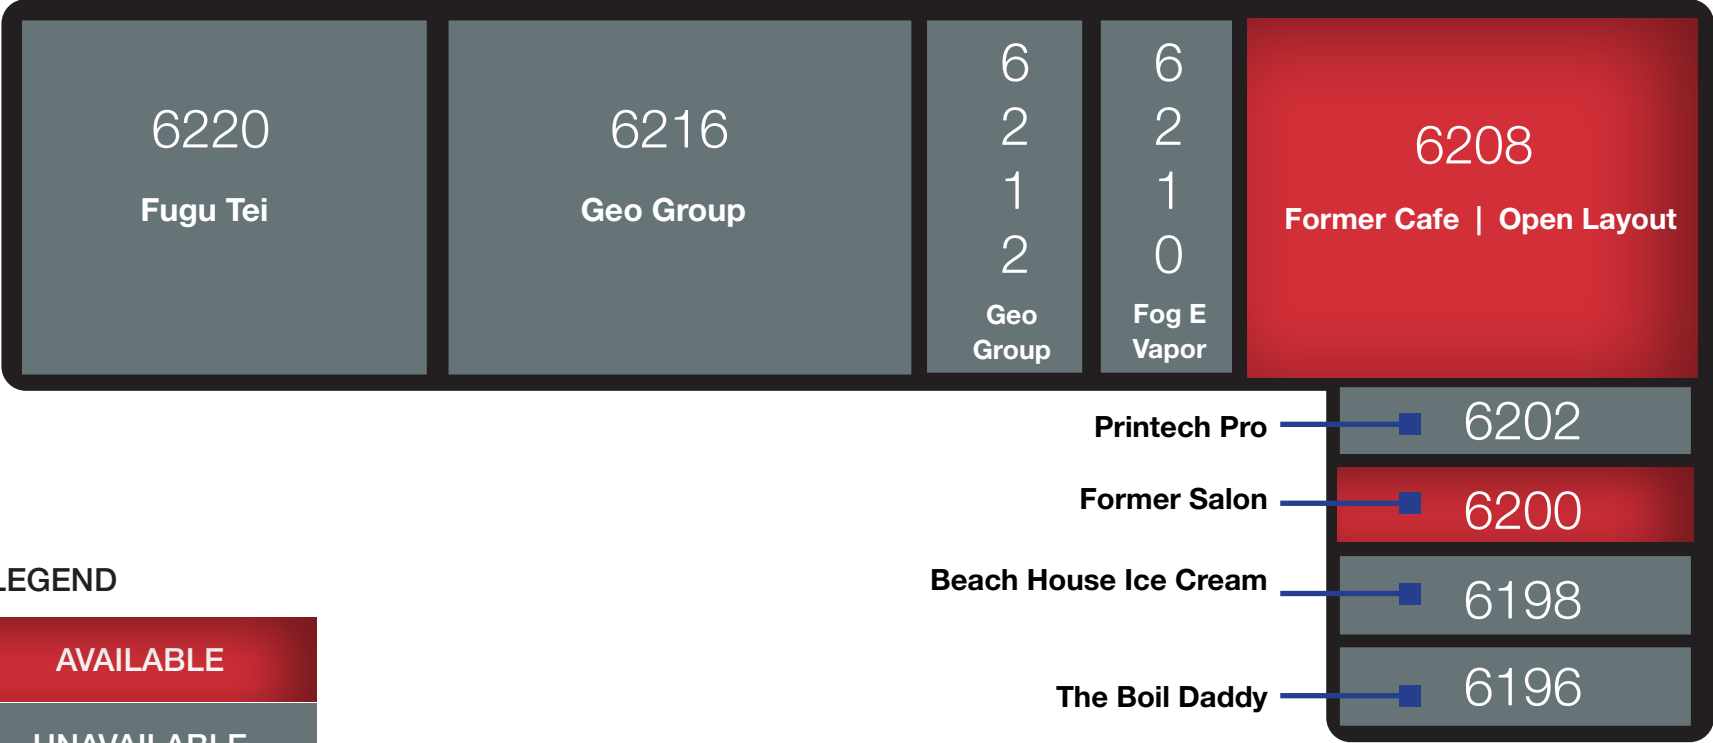 6220
Fugu Tei
6216
Geo Group
6
2
1
2
Geo
Group
6
2
1
0
Fog E
Vapor
6208
Former Cafe | Open Layout
Printech Pro
6202
Former Salon
6200
Beach House Ice Cream
6198
The Boil Daddy
6196
LEGEND
AVAILABLE
UNAVAILABLE